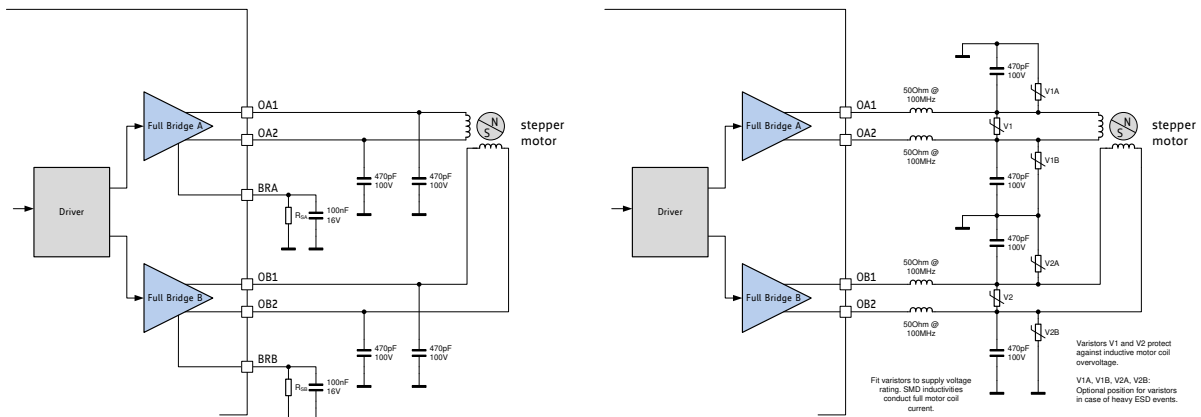 Full Bridge A
OA1
OA2
N
S
stepper
motor
470pF
100V
470pF
100V
BRA
Driver
RSA
100nF
16V
OB1
Full Bridge B
OB2
470pF
100V
470pF
100V
BRB
RSB
100nF
16V
470pF
100V
V1A
50Ohm @
100MHz
OA1
V1
Full Bridge A
OA2
N
S
stepper
motor
50Ohm @
100MHz
470pF
100V
V1B
Driver
470pF
100V
V2A
50Ohm @
100MHz
OB1
Full Bridge B
V2
OB2
50Ohm @
100MHz
470pF
100V
V2B
Fit varistors to supply voltage
rating. SMD inductivities
conduct full motor coil
current.
Varistors V1 and V2 protect
against inductive motor coil
overvoltage.
V1A, V1B, V2A, V2B:
Optional position for varistors
in case of heavy ESD events.